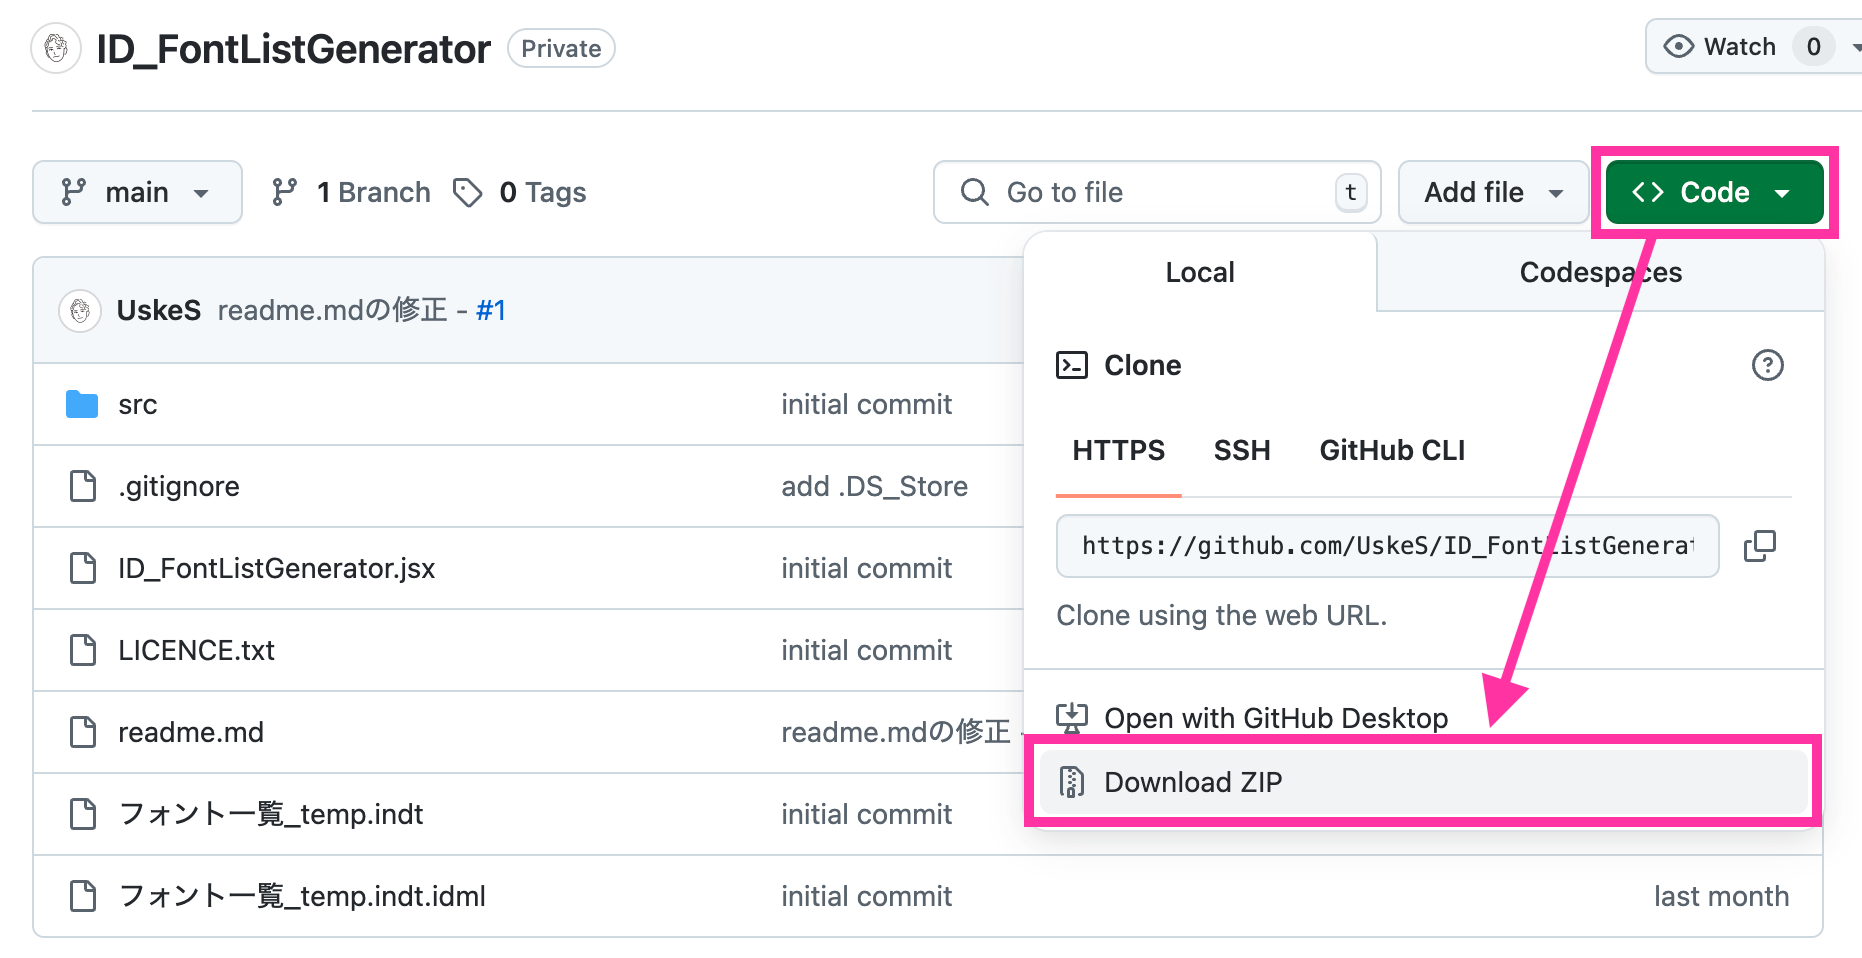 ID_FontListGenerator Private
Watch 0
main 1 Branch 0 Tags
Go to file t
Add file
Code
UskeS readme.mdの修正 - #1
src initial commit
.gitignore add .DS_Store
ID_FontListGenerator.jsx initial commit
LICENCE.txt initial commit
readme.md readme.mdの修正 -
フォント一覧_temp.indt initial commit
フォント一覧_temp.indt.idml initial commit last month
Local Codespaces
Clone
HTTPS SSH GitHub CLI
https://github.com/UskeS/ID_FontListGenerat
Clone using the web URL.
Open with GitHub Desktop
Download ZIP